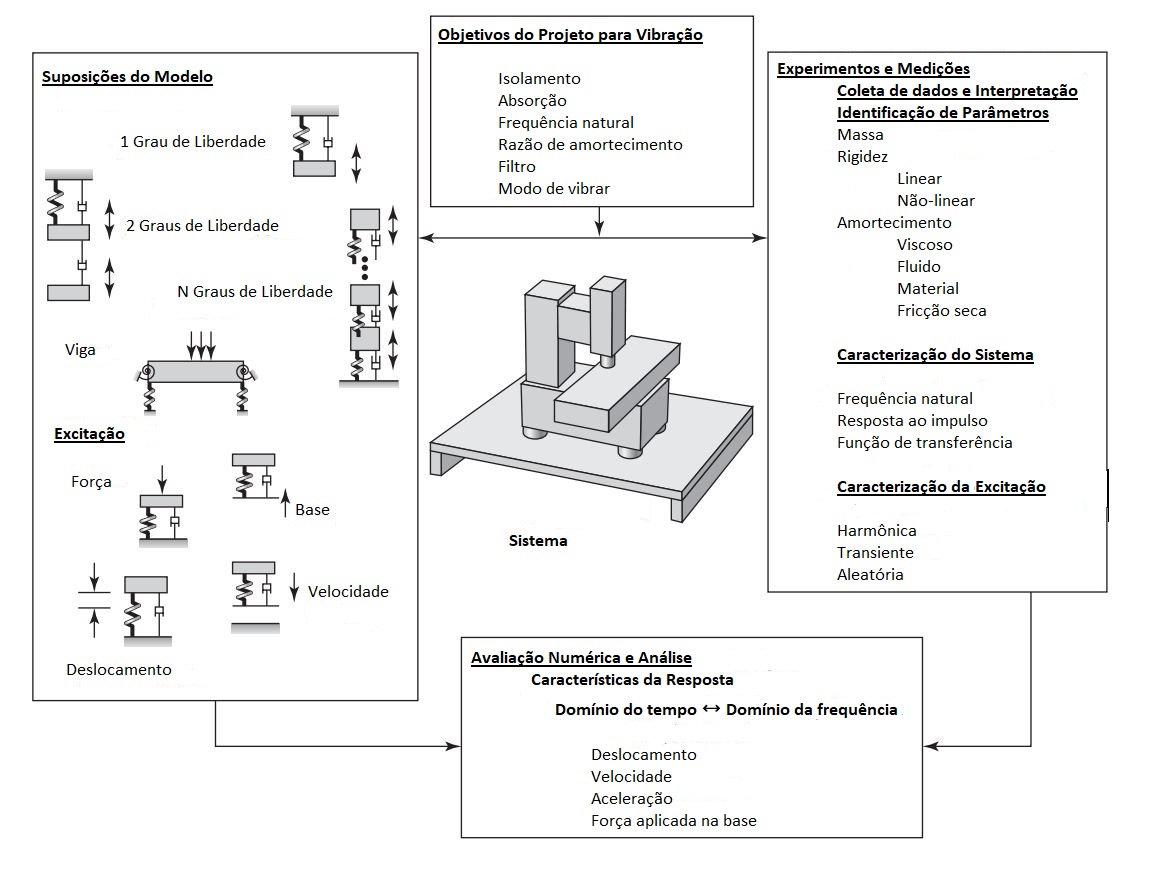 Objetivos do Projeto para Vibração
Isolamento
Absorção
Frequência natural
Razão de amortecimento
Filtro
Modo de vibrar
Suposições do Modelo
1 Grau de Liberdade
2 Graus de Liberdade
N Graus de Liberdade
Viga
Excitação
Força
Base
Velocidade
Deslocamento
Sistema
Experimentos e Medições
Coleta de dados e Interpretação
Identificação de Parâmetros
Massa
Rigidez
Linear
Não-linear
Amortecimento
Viscoso
Fluido
Material
Fricção seca
Caracterização do Sistema
Frequência natural
Resposta ao impulso
Função de transferência
Caracterização da Excitação
Harmônica
Transiente
Aleatória
Avaliação Numérica e Análise
Características da Resposta
Domínio do tempo ↔ Domínio da frequência
Deslocamento
Velocidade
Aceleração
Força aplicada na base